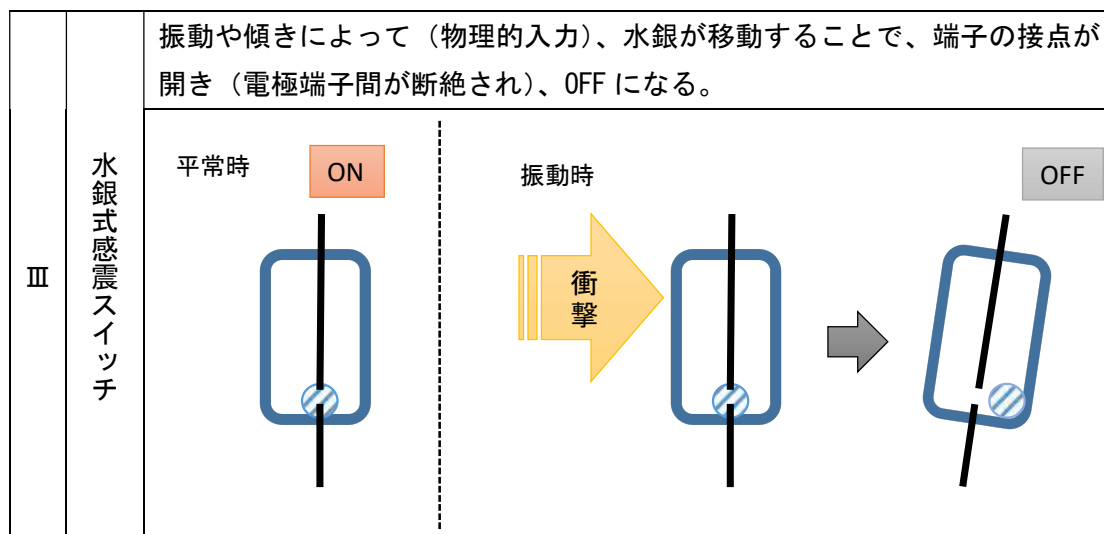 振動や傾きによって（物理的入力）、水銀が移動することで、端子の接点が
開き（電極端子間が断絶され）、OFF になる。
Ⅲ
水銀式感震スイッチ
平常時
ON
振動時
OFF
衝撃